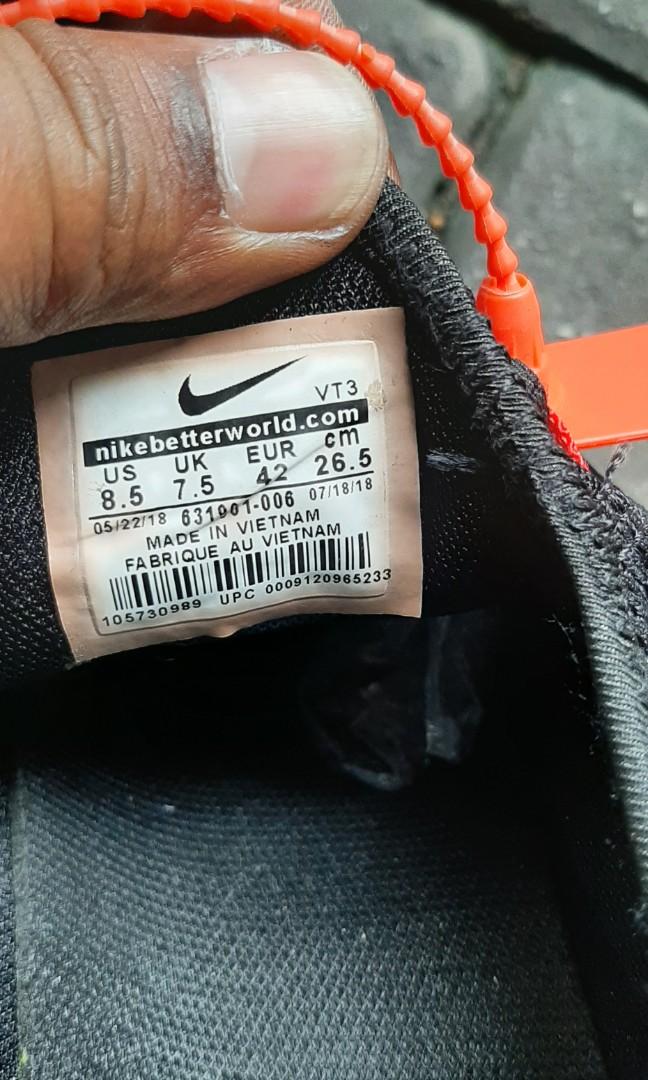 VT3
nikebetterworld.com
US UK EUR cm
8.5 7.5 42 26.5
05/22/18 631001-006 07/18/18
MADE IN VIETNAM
FABRIQUE AU VIETNAM
105730989 UPC 0009120965233